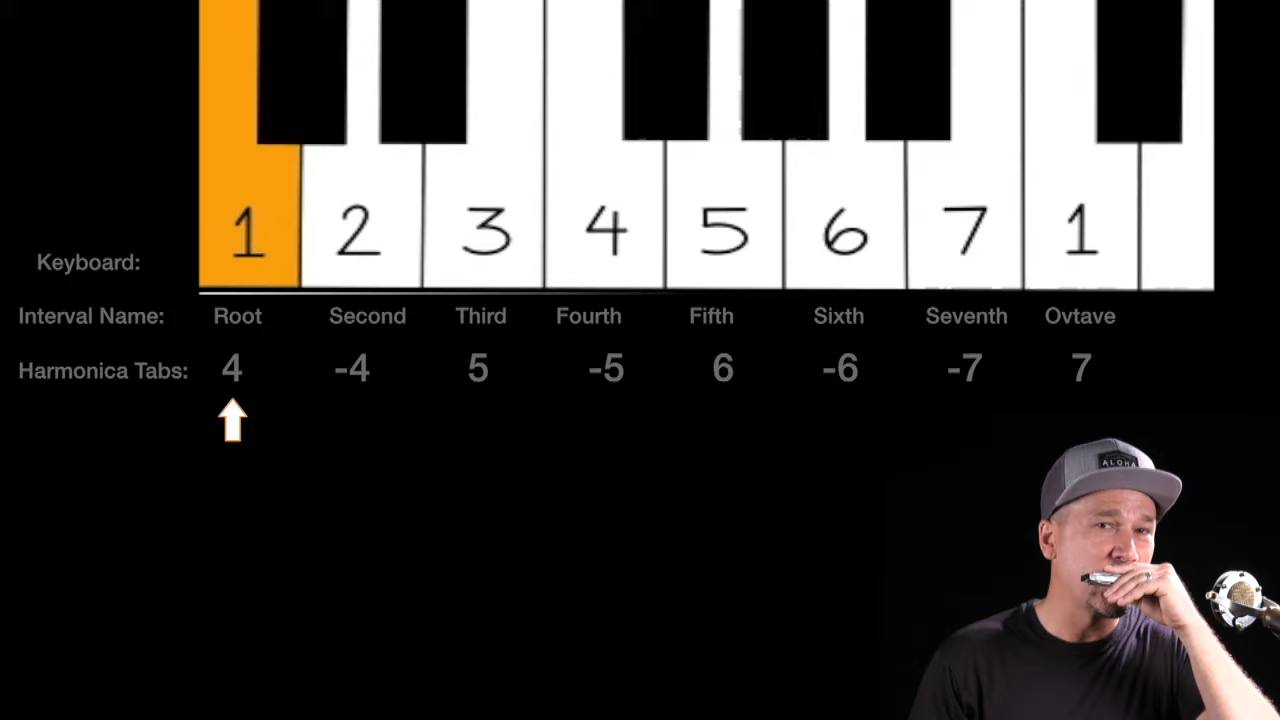 1 2 3 4 5 6 7 1
Keyboard:
Interval Name: Root Second Third Fourth Fifth Sixth Seventh Ovtave
Harmonica Tabs: 4 -4 5 -5 6 -6 -7 7
ALOHA